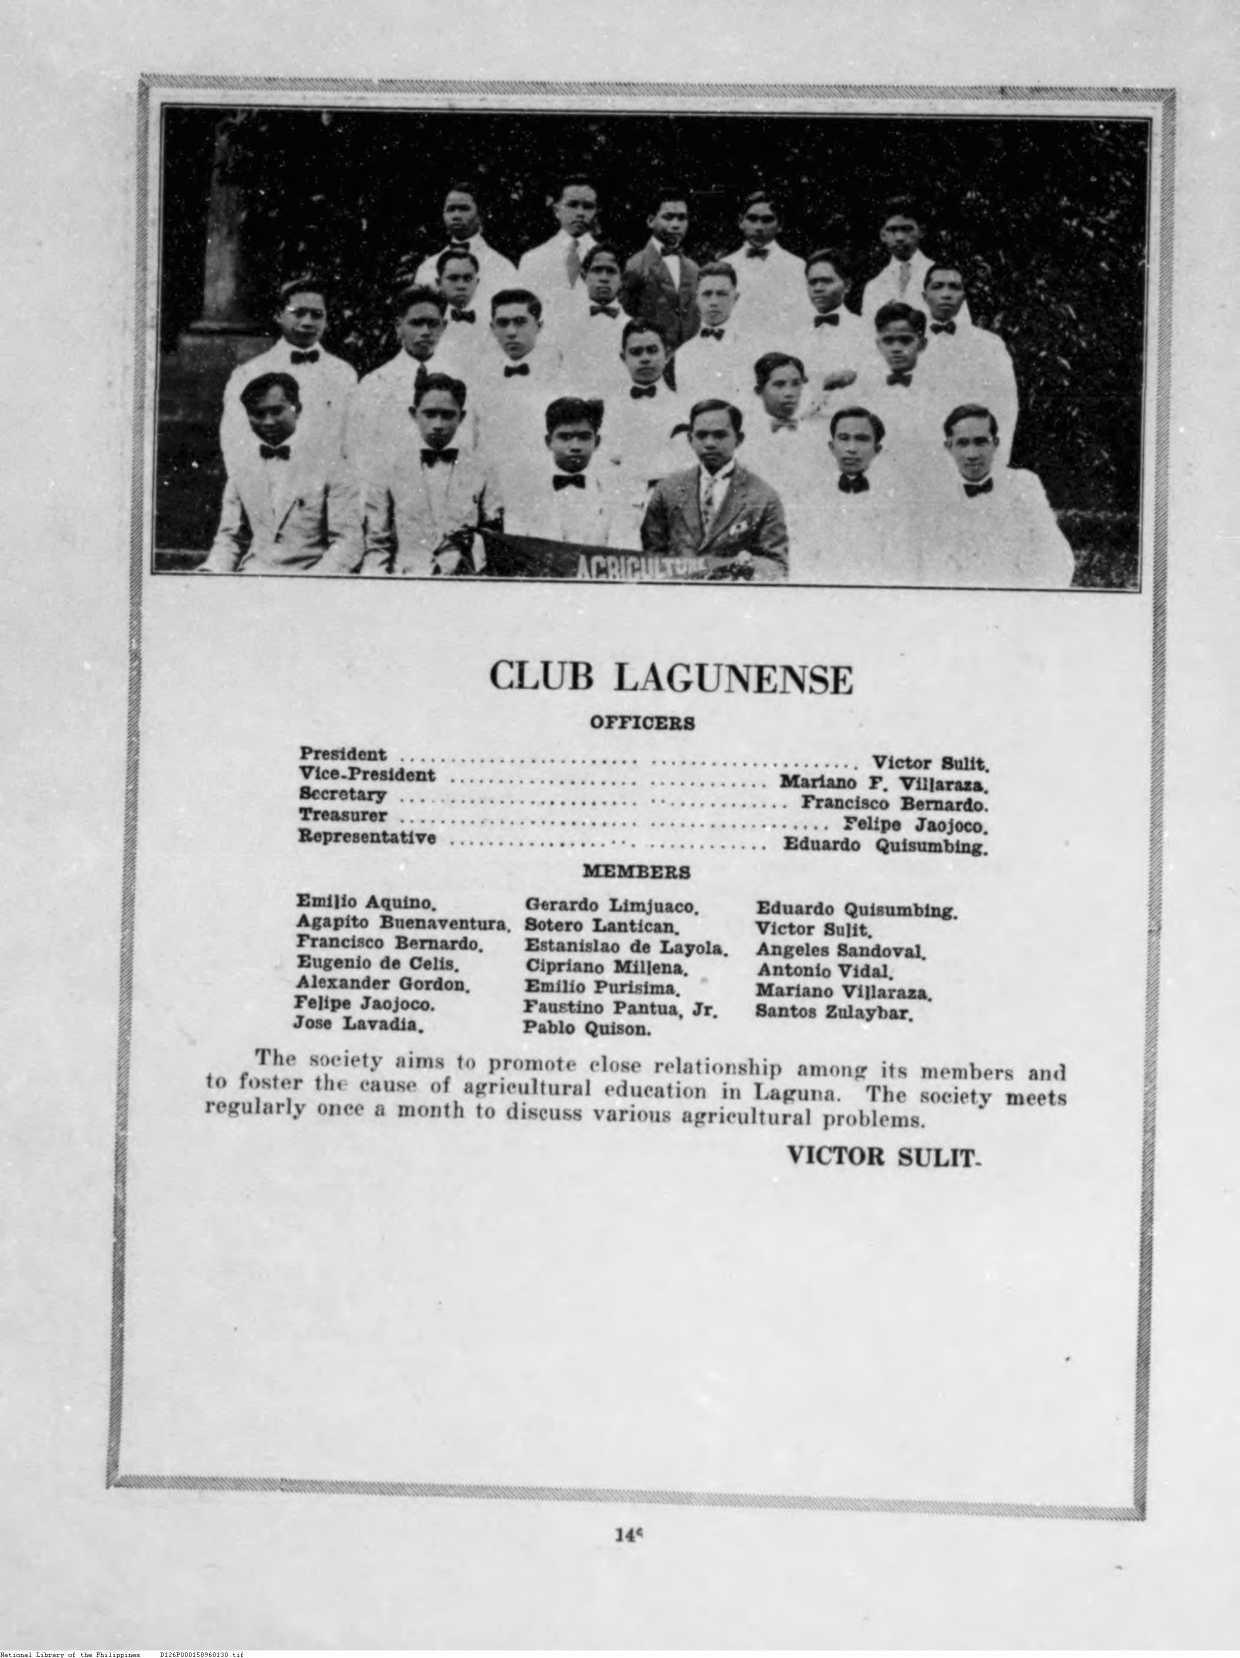 AGRICULTURE
CLUB LAGUNENSE
OFFICERS
President ........................................................ Victor Sulit.
Vice-President ....................................... Mariano F. Villaraza.
Secretary ............................................... Francisco Bernardo.
Treasurer .................................................... Felipe Jaojoco.
Representative ....................................... Eduardo Quisumbing.
MEMBERS
Emilio Aquino. Gerardo Limjuaco. Eduardo Quisumbing.
Agapito Buenaventura. Sotero Lantican. Victor Sulit.
Francisco Bernardo. Estanislao de Layola. Angeles Sandoval.
Eugenio de Celis. Cipriano Millena. Antonio Vidal.
Alexander Gordon. Emilio Purisima. Mariano Villaraza.
Felipe Jaojoco. Faustino Pantua, Jr. Santos Zulaybar.
Jose Lavadia. Pablo Quison.
The society aims to promote close relationship among its members and
to foster the cause of agricultural education in Laguna. The society meets
regularly once a month to discuss various agricultural problems.
VICTOR SULIT.
National Library of the Philippines D126P000150960130.tif